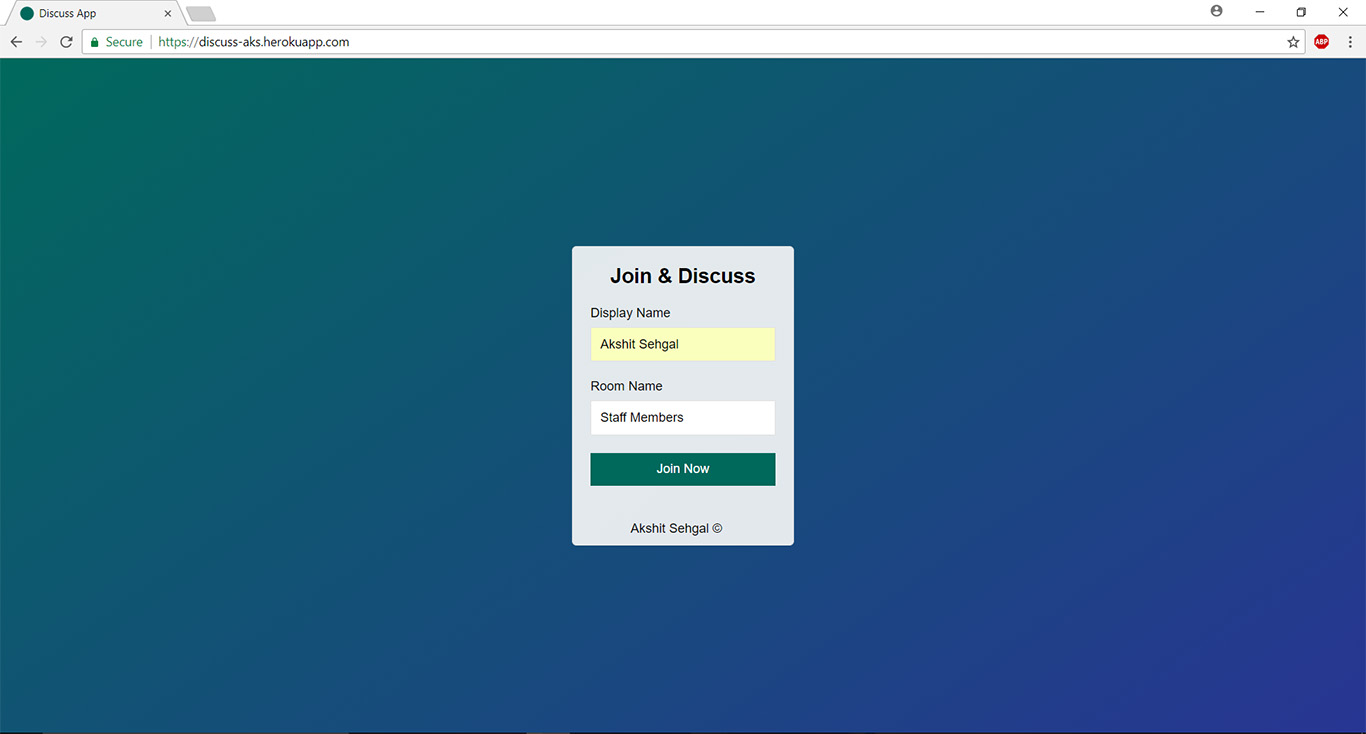 Discuss App
Secure https://discuss-aks.herokuapp.com
ABP
Join & Discuss
Display Name
Akshit Sehgal
Room Name
Staff Members
Join Now
Akshit Sehgal ©